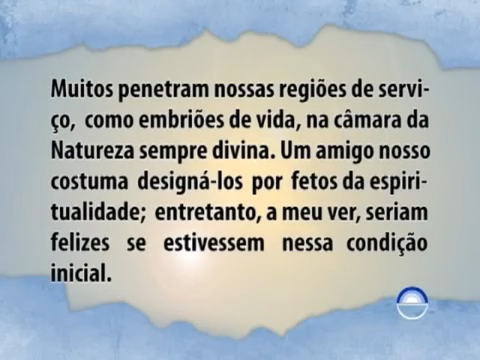 Muitos penetram nossas regiões de servi-
ço, como embriões de vida, na câmara da
Natureza sempre divina. Um amigo nosso
costuma designá-los por fetos da espiri-
tualidade; entretanto, a meu ver, seriam
felizes se estivessem nessa condição
inicial.